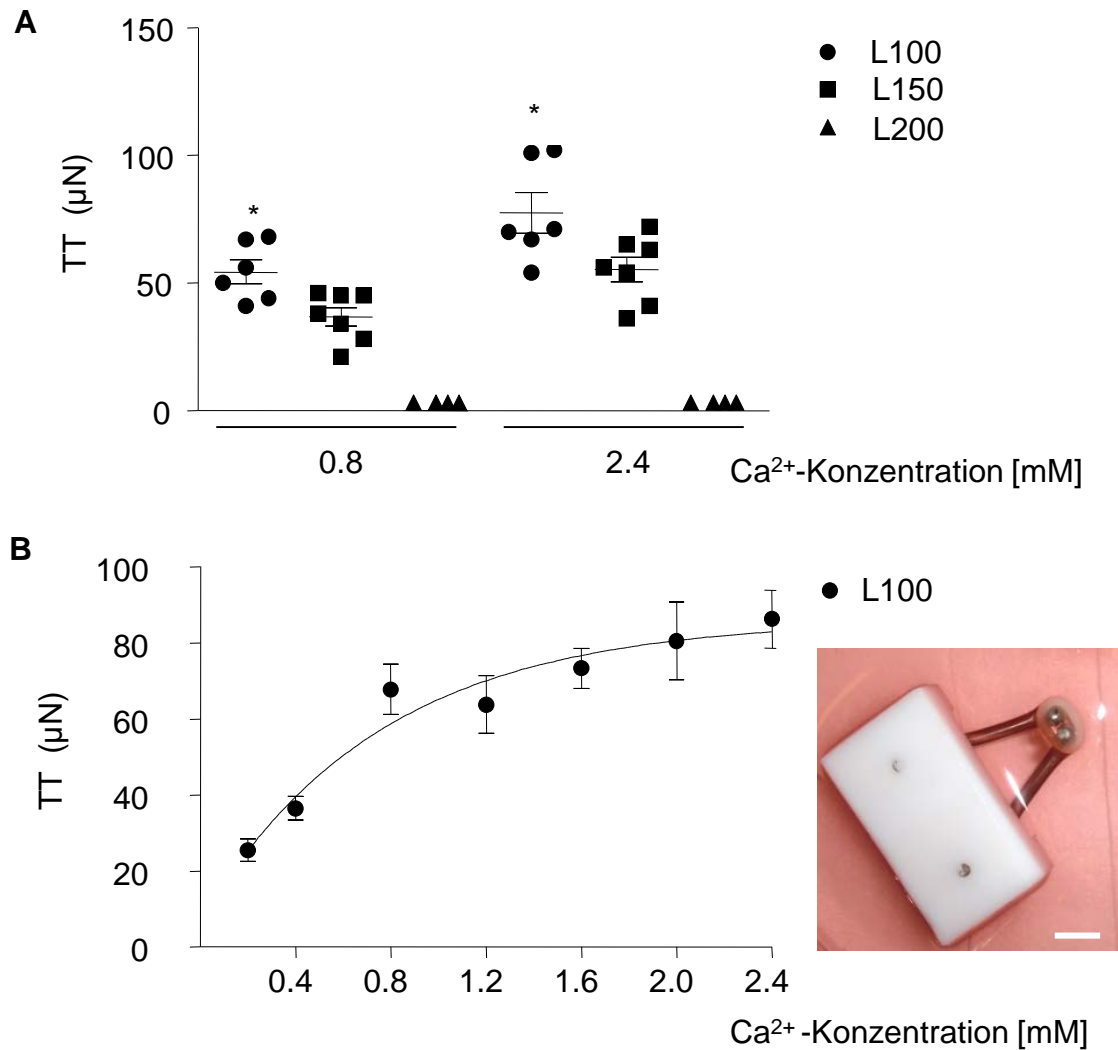 A
150
100
50
0
TT (µN)
*
*
L100
L150
L200
0.8
2.4
Ca²⁺-Konzentration [mM]
B
100
80
60
40
20
0
TT (µN)
L100
0.4 0.8 1.2 1.6 2.0 2.4
Ca²⁺ -Konzentration [mM]